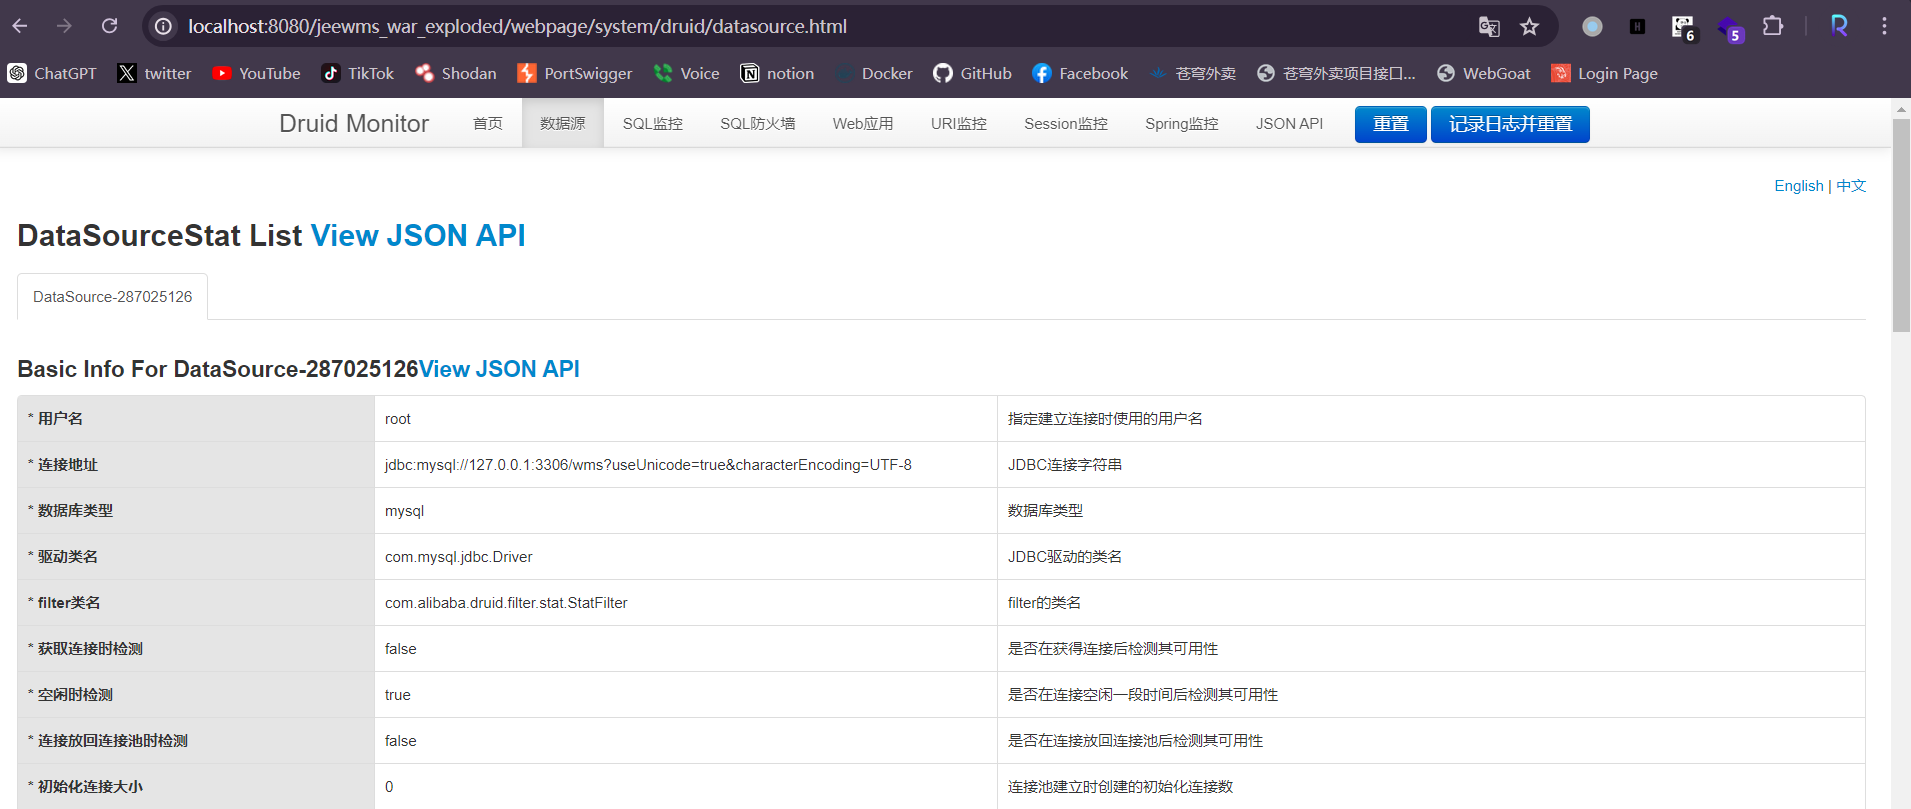 localhost:8080/jeewms_war_exploded/webpage/system/druid/datasource.html
6
5
ChatGPT twitter YouTube TikTok Shodan PortSwigger Voice notion Docker GitHub Facebook 苍穹外卖 苍穹外卖项目接口... WebGoat Login Page
Druid Monitor 首页 数据源 SQL监控 SQL防火墙 Web应用 URI监控 Session监控 Spring监控 JSON API 重置 记录日志并重置
English | 中文
DataSourceStat List View JSON API
DataSource-287025126
Basic Info For DataSource-287025126View JSON API
* 用户名 root 指定建立连接时使用的用户名
* 连接地址 jdbc:mysql://127.0.0.1:3306/wms?useUnicode=true&characterEncoding=UTF-8 JDBC连接字符串
* 数据库类型 mysql 数据库类型
* 驱动类名 com.mysql.jdbc.Driver JDBC驱动的类名
* filter类名 com.alibaba.druid.filter.stat.StatFilter filter的类名
* 获取连接时检测 false 是否在获得连接后检测其可用性
* 空闲时检测 true 是否在连接空闲一段时间后检测其可用性
* 连接放回连接池时检测 false 是否在连接放回连接池后检测其可用性
* 初始化连接大小 0 连接池建立时创建的初始化连接数